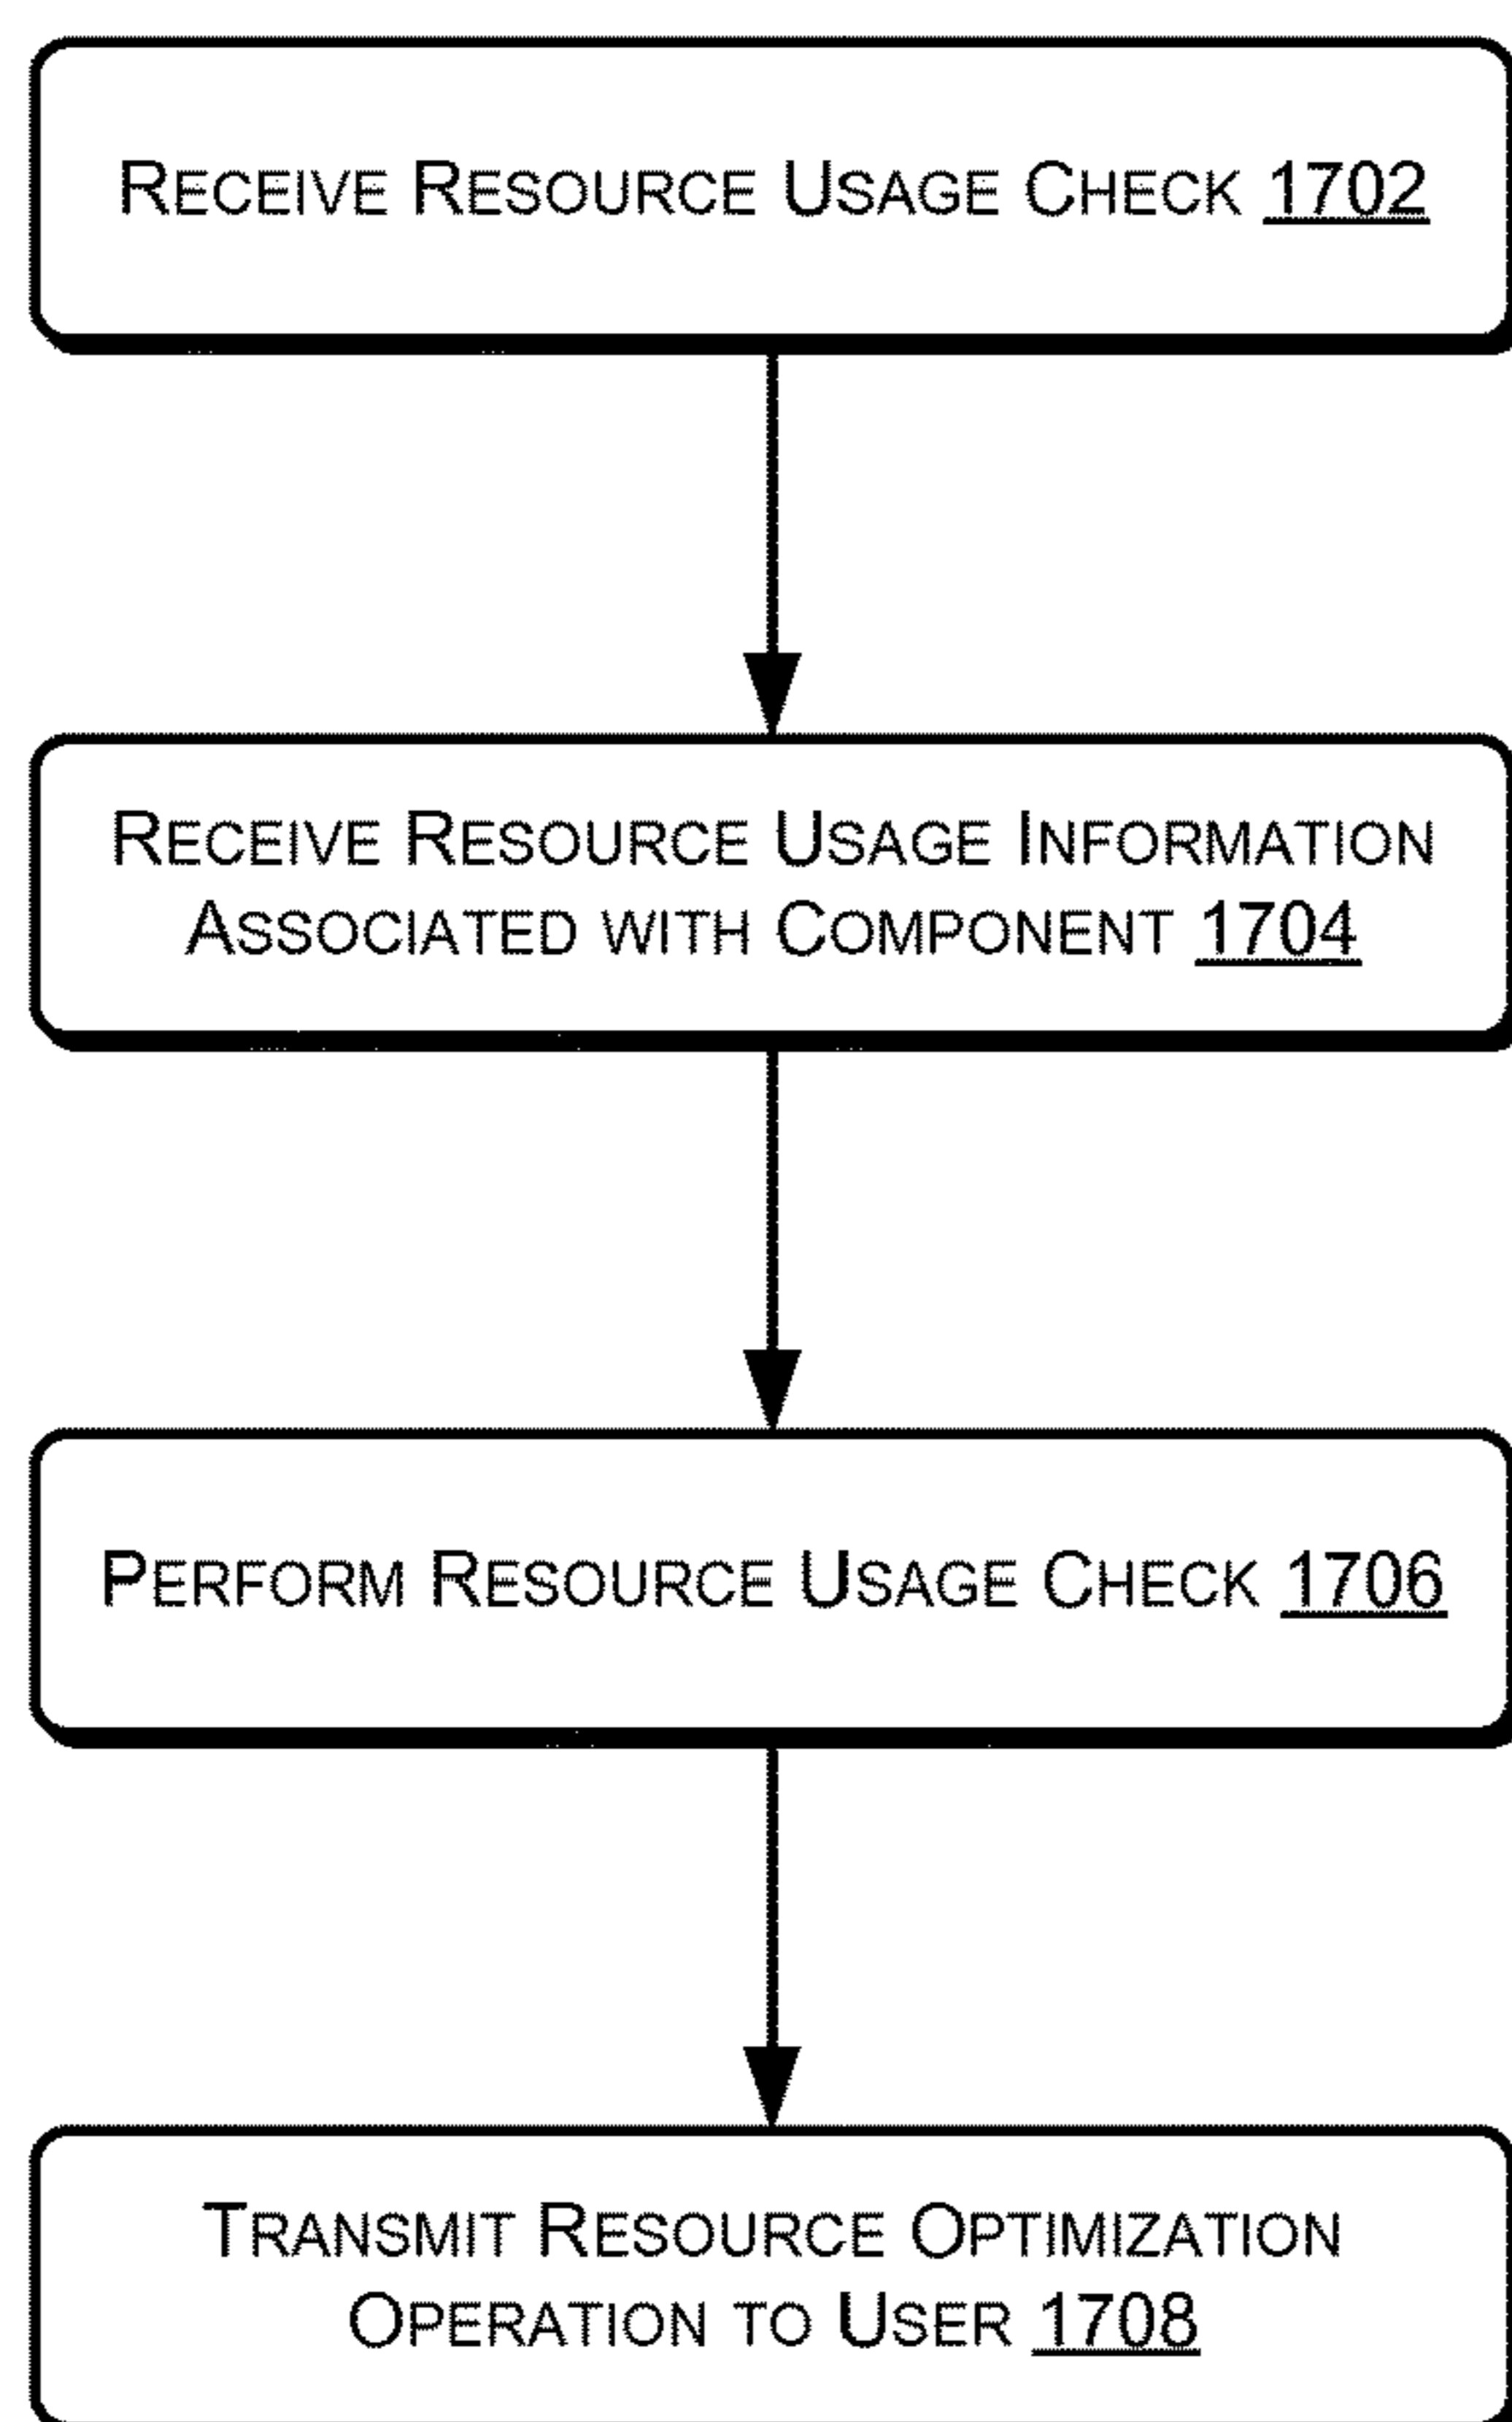 RECEIVE RESOURCE USAGE CHECK 1702
RECEIVE RESOURCE USAGE INFORMATION
ASSOCIATED WITH COMPONENT 1704
PERFORM RESOURCE USAGE CHECK 1706
TRANSMIT RESOURCE OPTIMIZATION
OPERATION TO USER 1708